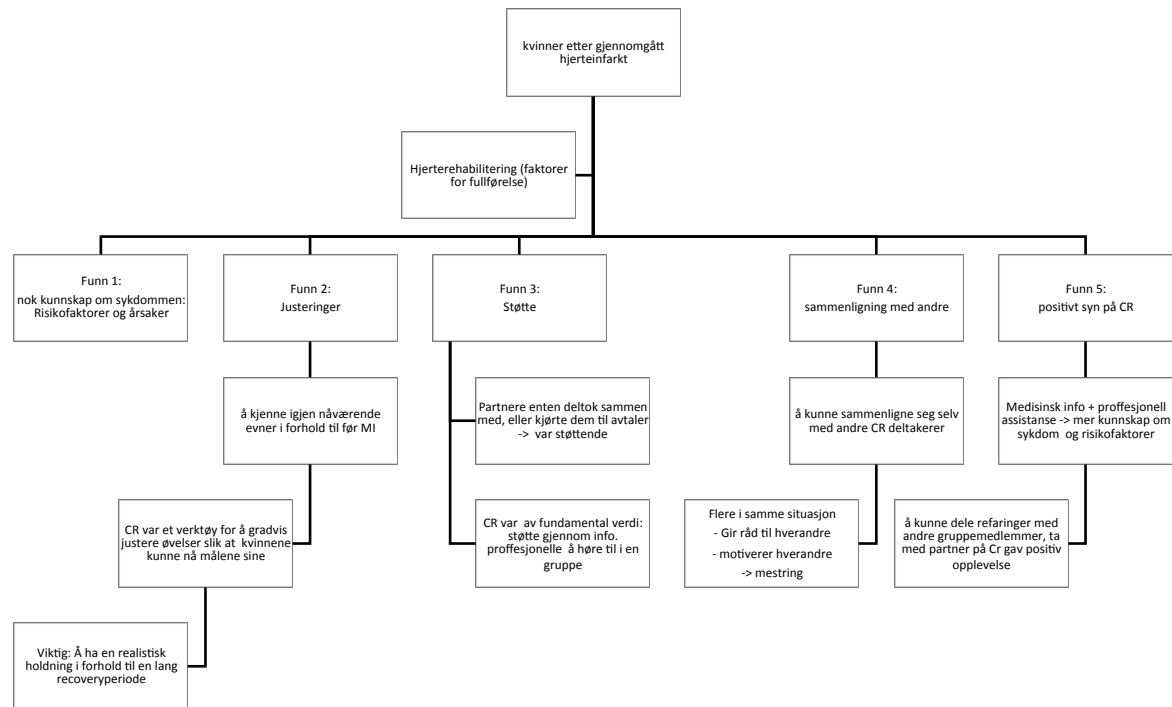 kvinner etter gjennomgått
hjerteinfarkt
Hjerterehabilitering (faktorer
for fullførelse)
Funn 1:
nok kunnskap om sykdommen:
Risikofaktorer og årsaker
Funn 2:
Justeringer
Funn 3:
Støtte
Funn 4:
sammenligning med andre
Funn 5:
positivt syn på CR
å kjenne igjen nåværende
evner i forhold til før MI
Partnere enten deltok sammen
med, eller kjørte dem til avtaler
-> var støttende
å kunne sammenligne seg selv
med andre CR deltakerer
Medisinsk info + proffesjonell
assistanse -> mer kunnskap om
sykdom og risikofaktorer
CR var et verktøy for å gradvis
justere øvelser slik at kvinnene
kunne nå målene sine
CR var av fundamental verdi:
støtte gjennom info.
proffesjonelle å høre til i en
gruppe
Flere i samme situasjon
- Gir råd til hverandre
- motiverer hverandre
-> mestring
å kunne dele refaringer med
andre gruppemedlemmer, ta
med partner på Cr gav positiv
opplevelse
Viktig: Å ha en realistisk
holdning i forhold til en lang
recoveryperiode